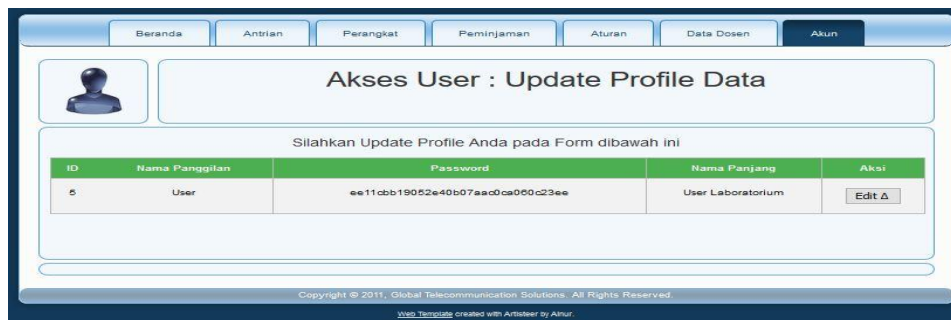 Beranda Antrian Perangkat Peminjaman Aturan Data Dosen Akun
Akses User : Update Profile Data
Silahkan Update Profile Anda pada Form dibawah ini
ID Nama Panggilan Password Nama Panjang Aksi
5 User ee11cbb19052e40b07aac0ca060c23ee User Laboratorium Edit Δ
Copyright © 2011, Global Telecommunication Solutions. All Rights Reserved.
Web Template created with Artisteer by Ainur.